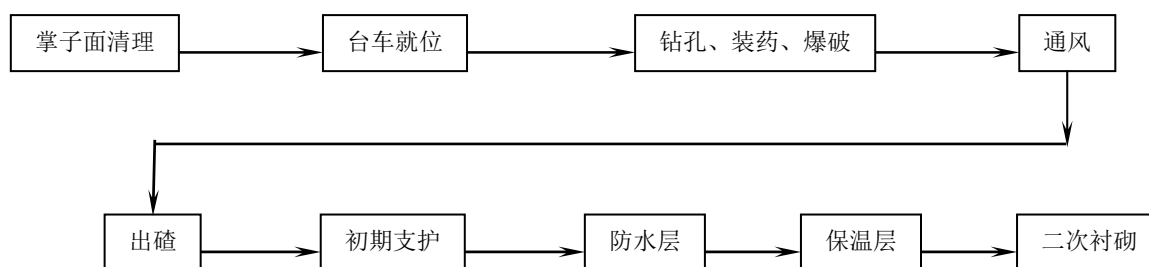 掌子面清理
台车就位
钻孔、装药、爆破
通风
出碴
初期支护
防水层
保温层
二次衬砌